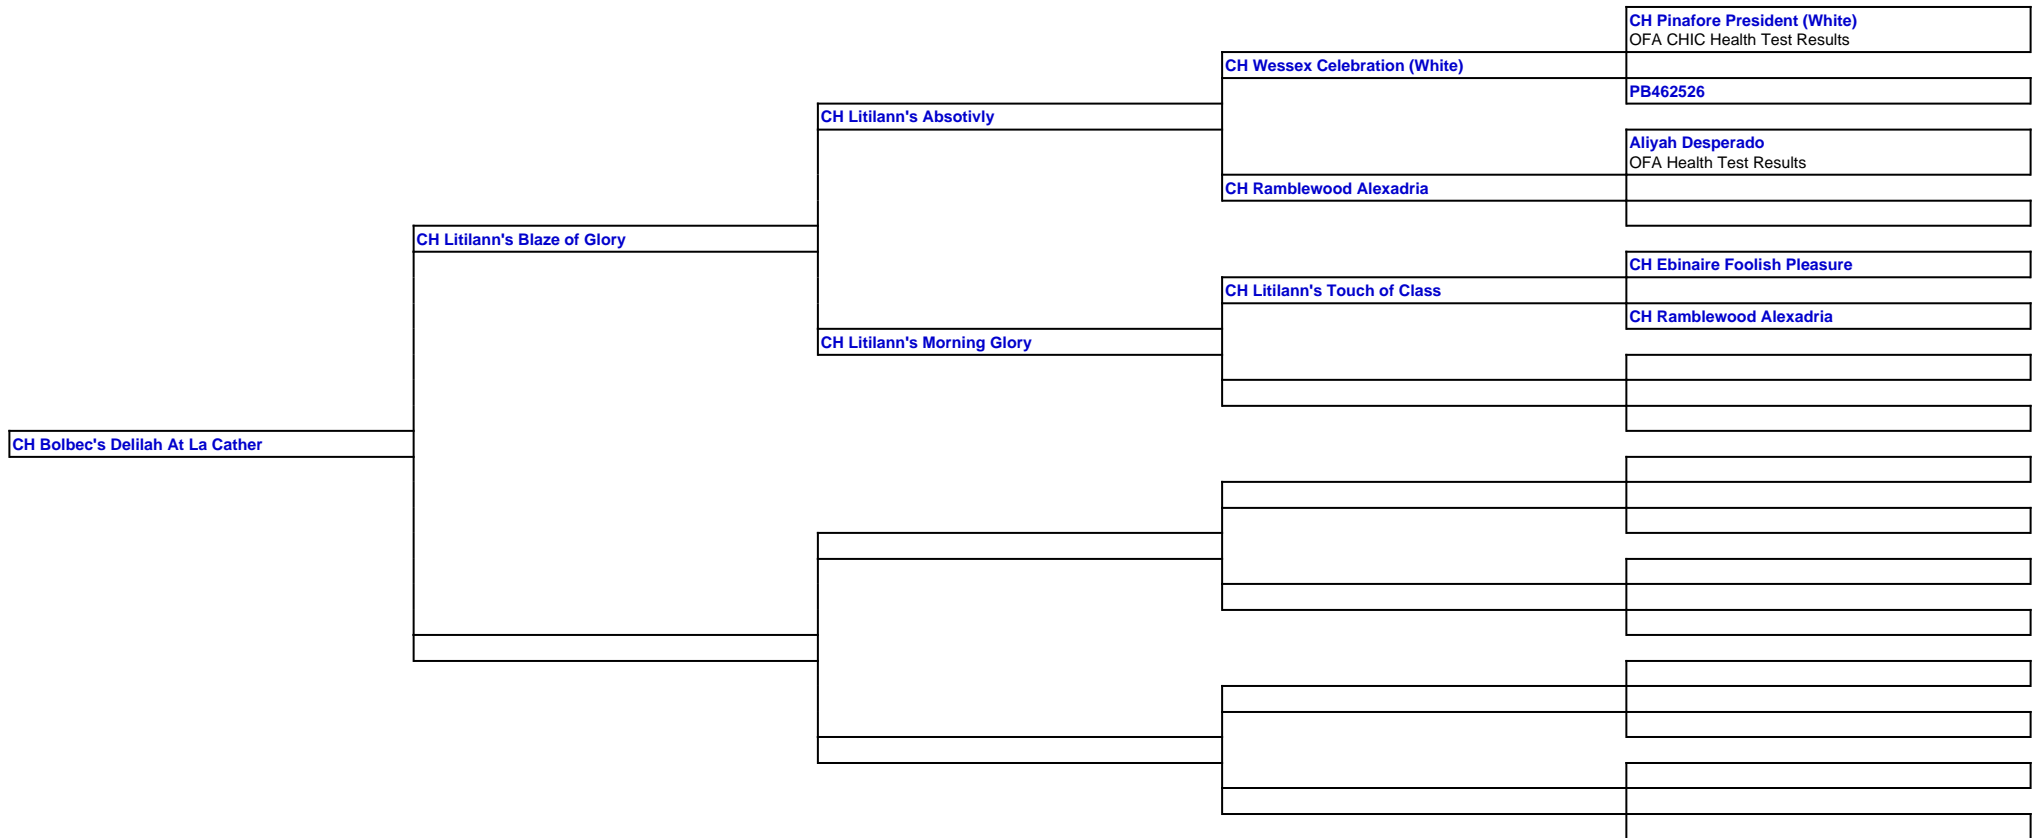 CH Pinafore President (White)
OFA CHIC Health Test Results
CH Wessex Celebration (White)
PB462526
CH Litilann's Absotivly
Aliyah Desperado
OFA Health Test Results
CH Ramblewood Alexadria
CH Litilann's Blaze of Glory
CH Ebinaire Foolish Pleasure
CH Litilann's Touch of Class
CH Ramblewood Alexadria
CH Litilann's Morning Glory
CH Bolbec's Delilah At La Cather